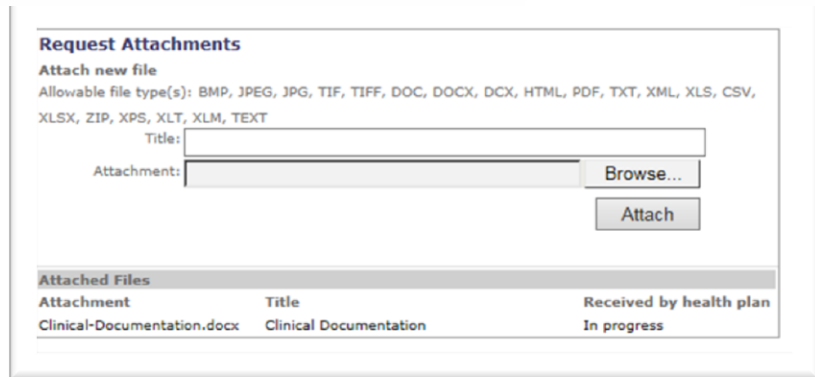 Request Attachments
Attach new file
Allowable file type(s): BMP, JPEG, JPG, TIF, TIFF, DOC, DOCX, DCX, HTML, PDF, TXT, XML, XLS, CSV,
XLSX, ZIP, XPS, XLT, XLM, TEXT
Title:
Attachment: Browse...
Attach
Attached Files
Attachment Title Received by health plan
Clinical-Documentation.docx Clinical Documentation In progress